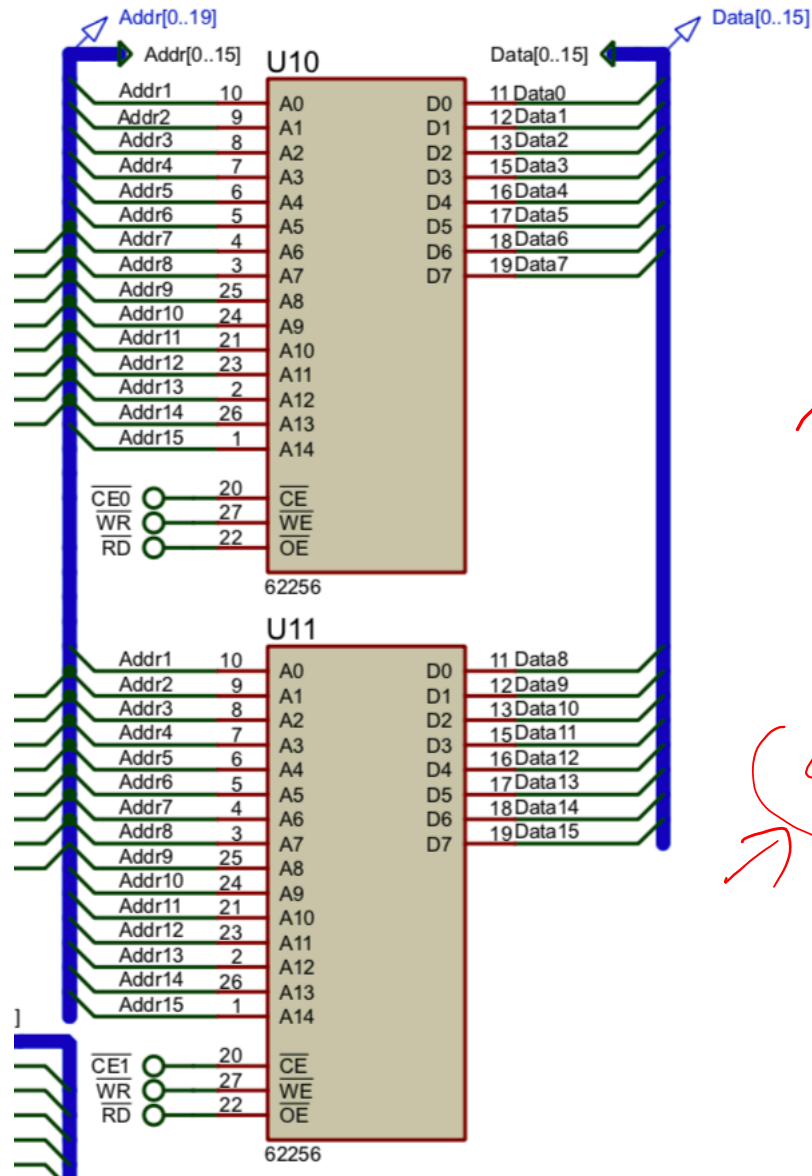 Addr[0..19]
Data[0..15]
Addr[0..15]
U10
Data[0..15]
Addr1 10 A0 D0 11 Data0
Addr2 9 A1 D1 12 Data1
Addr3 8 A2 D2 13 Data2
Addr4 7 A3 D3 15 Data3
Addr5 6 A4 D4 16 Data4
Addr6 5 A5 D5 17 Data5
Addr7 4 A6 D6 18 Data6
Addr8 3 A7 D7 19 Data7
Addr9 25 A8
Addr10 24 A9
Addr11 21 A10
Addr12 23 A11
Addr13 2 A12
Addr14 26 A13
Addr15 1 A14
CE0 20 CE
WR 27 WE
RD 22 OE
62256
U11
Addr1 10 A0 D0 11 Data8
Addr2 9 A1 D1 12 Data9
Addr3 8 A2 D2 13 Data10
Addr4 7 A3 D3 15 Data11
Addr5 6 A4 D4 16 Data12
Addr6 5 A5 D5 17 Data13
Addr7 4 A6 D6 18 Data14
Addr8 3 A7 D7 19 Data15
Addr9 25 A8
Addr10 24 A9
Addr11 21 A10
Addr12 23 A11
Addr13 2 A12
Addr14 26 A13
Addr15 1 A14
]
CE1 20 CE
WR 27 WE
RD 22 OE
62256